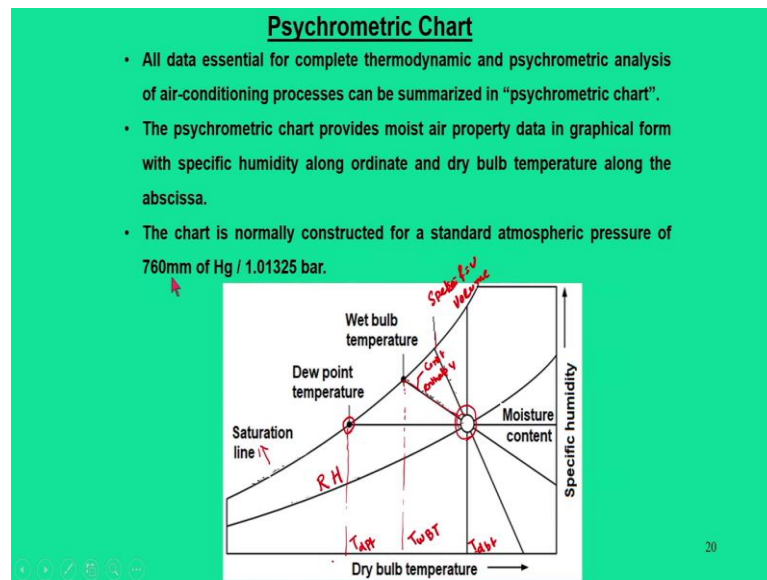 Psychrometric Chart
• All data essential for complete thermodynamic and psychrometric analysis
of air-conditioning processes can be summarized in “psychrometric chart”.
• The psychrometric chart provides moist air property data in graphical form
with specific humidity along ordinate and dry bulb temperature along the
abscissa.
• The chart is normally constructed for a standard atmospheric pressure of
760mm of Hg / 1.01325 bar.
volume
Wet bulb
temperature
Const
enthalpy
Dew point
temperature
Saturation
line
Moisture
content
Specific humidity
RH
Tdpt
TWBT
Tdbt
Dry bulb temperature
20